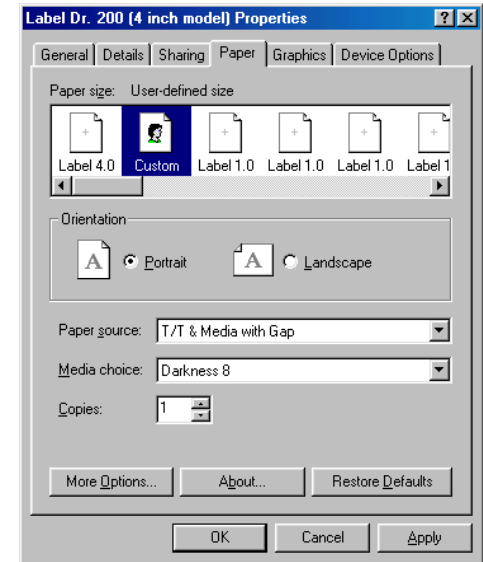 Label Dr. 200 (4 inch model) Properties
General Details Sharing Paper Graphics Device Options
Paper size: User-defined size
Label 4.0 Custom Label 1.0 Label 1.0 Label 1.0 Label 1
Orientation
A Portrait A Landscape
Paper source: T/T & Media with Gap
Media choice: Darkness 8
Copies: 1
More Options... About... Restore Defaults
OK Cancel Apply